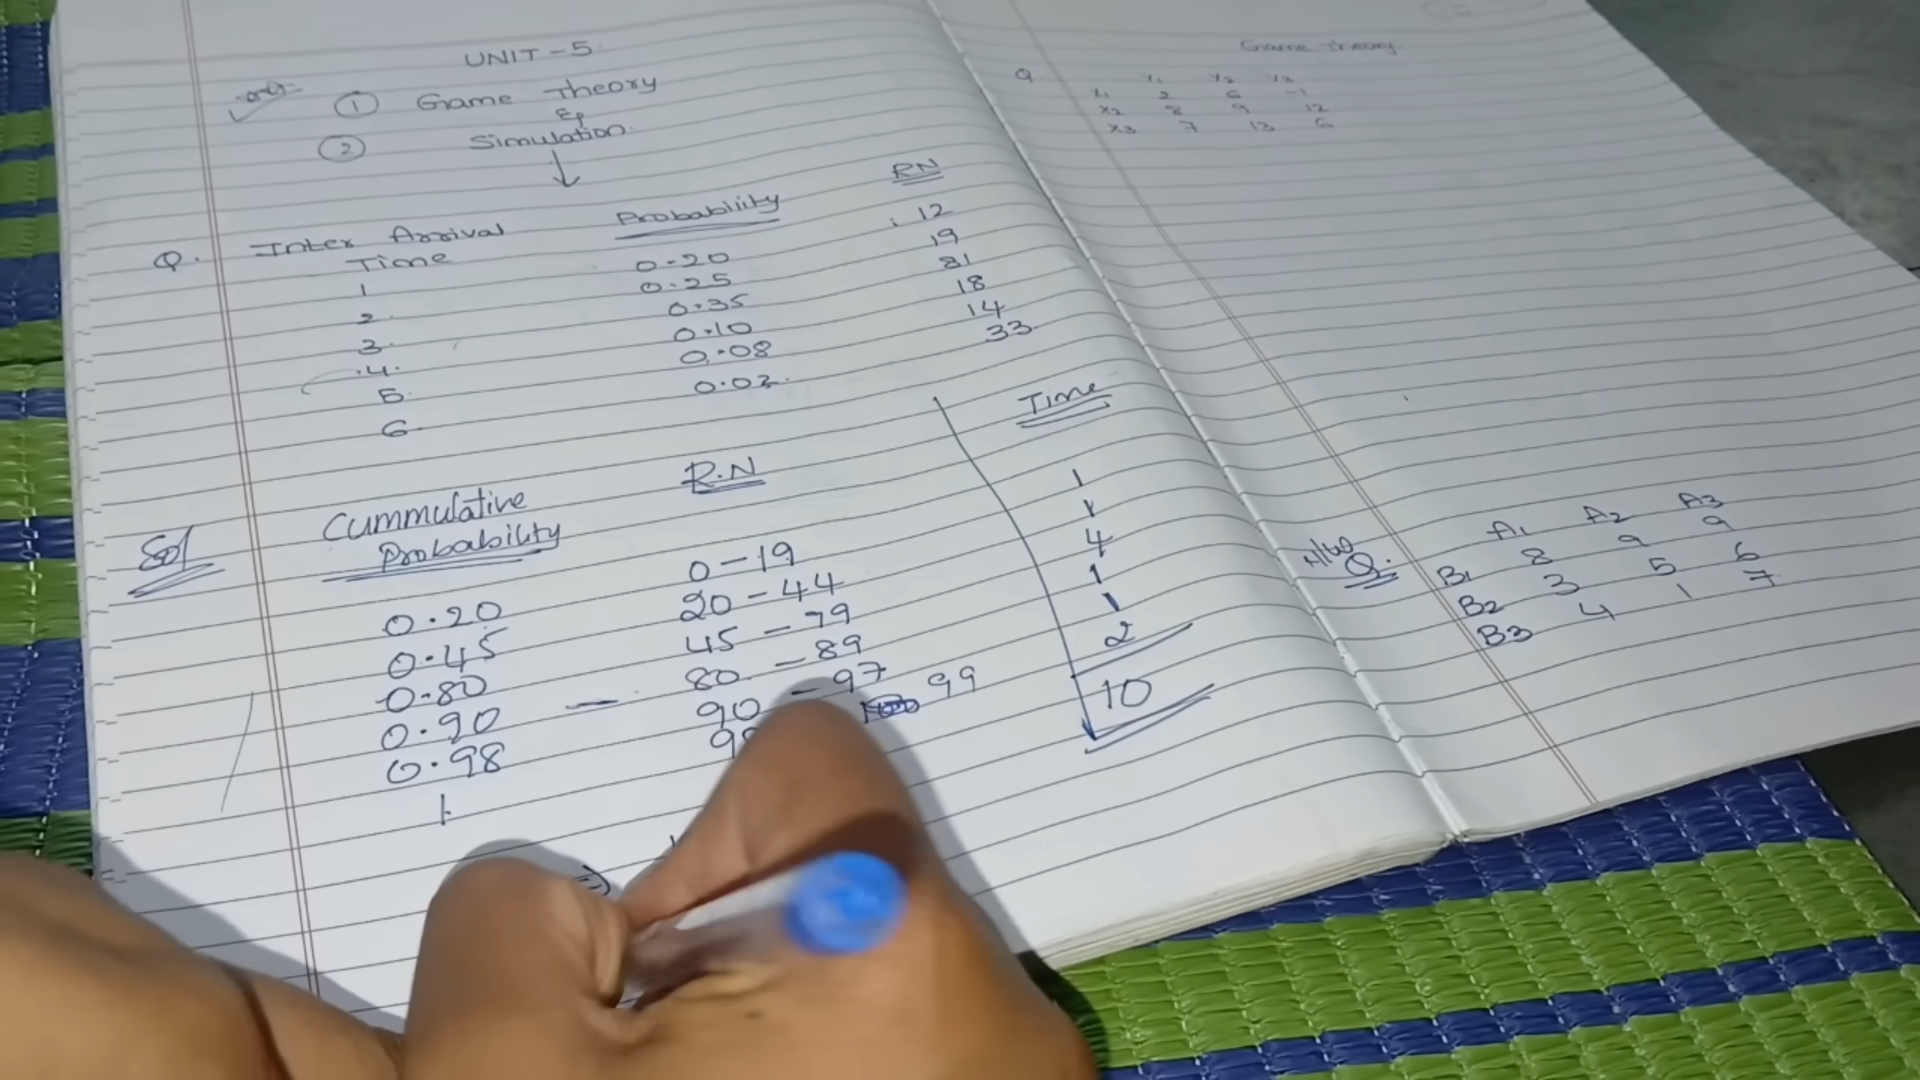 UNIT-5
① Game Theory
②
Simulation
Q. Inter Arrival Time Probability RN
1 0.20 12
2 0.25 19
3 0.35 81
4 0.10 18
5 0.08 14
6 0.02 33
Sol Cummulative Probability R.N Time
0.20 0-19 1
0.45 20-44 1
0.80 45-79 4
0.90 - 80-89 1
0.98 90-97 1
1 99 2
10
Game Theory
Q Y1 Y2 Y3
X1 2 6 -1
X2 8 9 12
X3 7 13 6
H/W Q. A1 A2 A3
B1 8 9 9
B2 3 5 6
B3 4 1 7